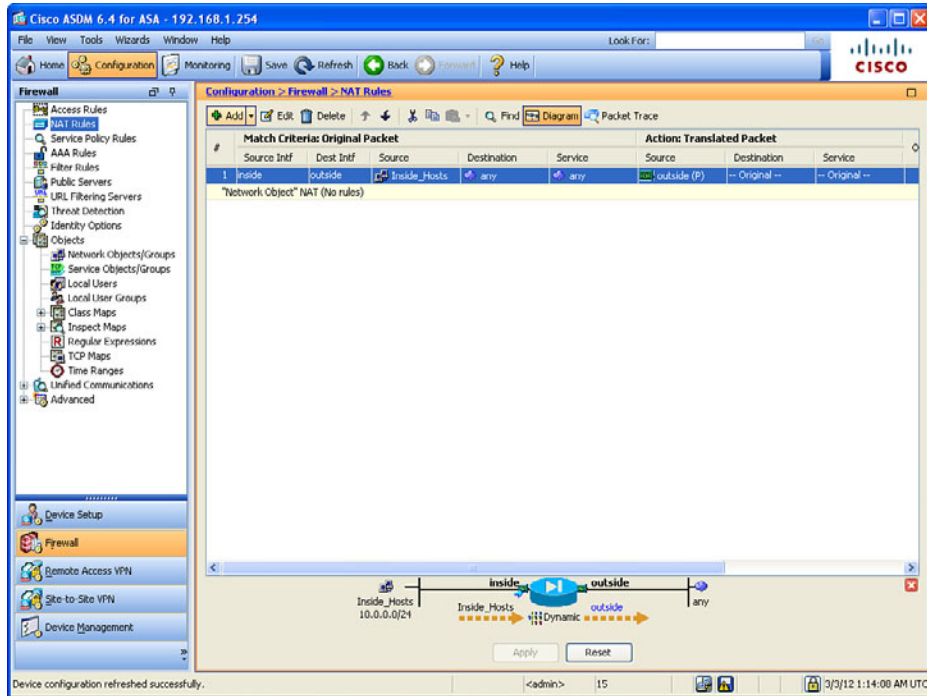 Cisco ASDM 6.4 for ASA - 192.168.1.254
File View Tools Wizards Window Help Look For: Go
Home Configuration Monitoring Save Refresh Back Forward Help
CISCO
Firewall
Access Rules
NAT Rules
Service Policy Rules
AAA Rules
Filter Rules
Public Servers
URL Filtering Servers
Threat Detection
Identity Options
Objects
Network Objects/Groups
Service Objects/Groups
Local Users
Local User Groups
Class Maps
Inspect Maps
Regular Expressions
TCP Maps
Time Ranges
Unified Communications
Advanced
Device Setup
Firewall
Remote Access VPN
Site-to-Site VPN
Device Management
Configuration > Firewall > NAT Rules
Add Edit Delete Find Diagram Packet Trace
# Match Criteria: Original Packet Action: Translated Packet
Source Intf Dest Intf Source Destination Service Source Destination Service
1 inside outside Inside_Hosts any any outside (P) -- Original -- -- Original --
"Network Object" NAT (No rules)
inside outside
Inside_Hosts
10.0.0.0/24
Inside_Hosts Dynamic outside
any
Apply Reset
Device configuration refreshed successfully. <admin> 15 3/3/12 1:14:00 AM UTC